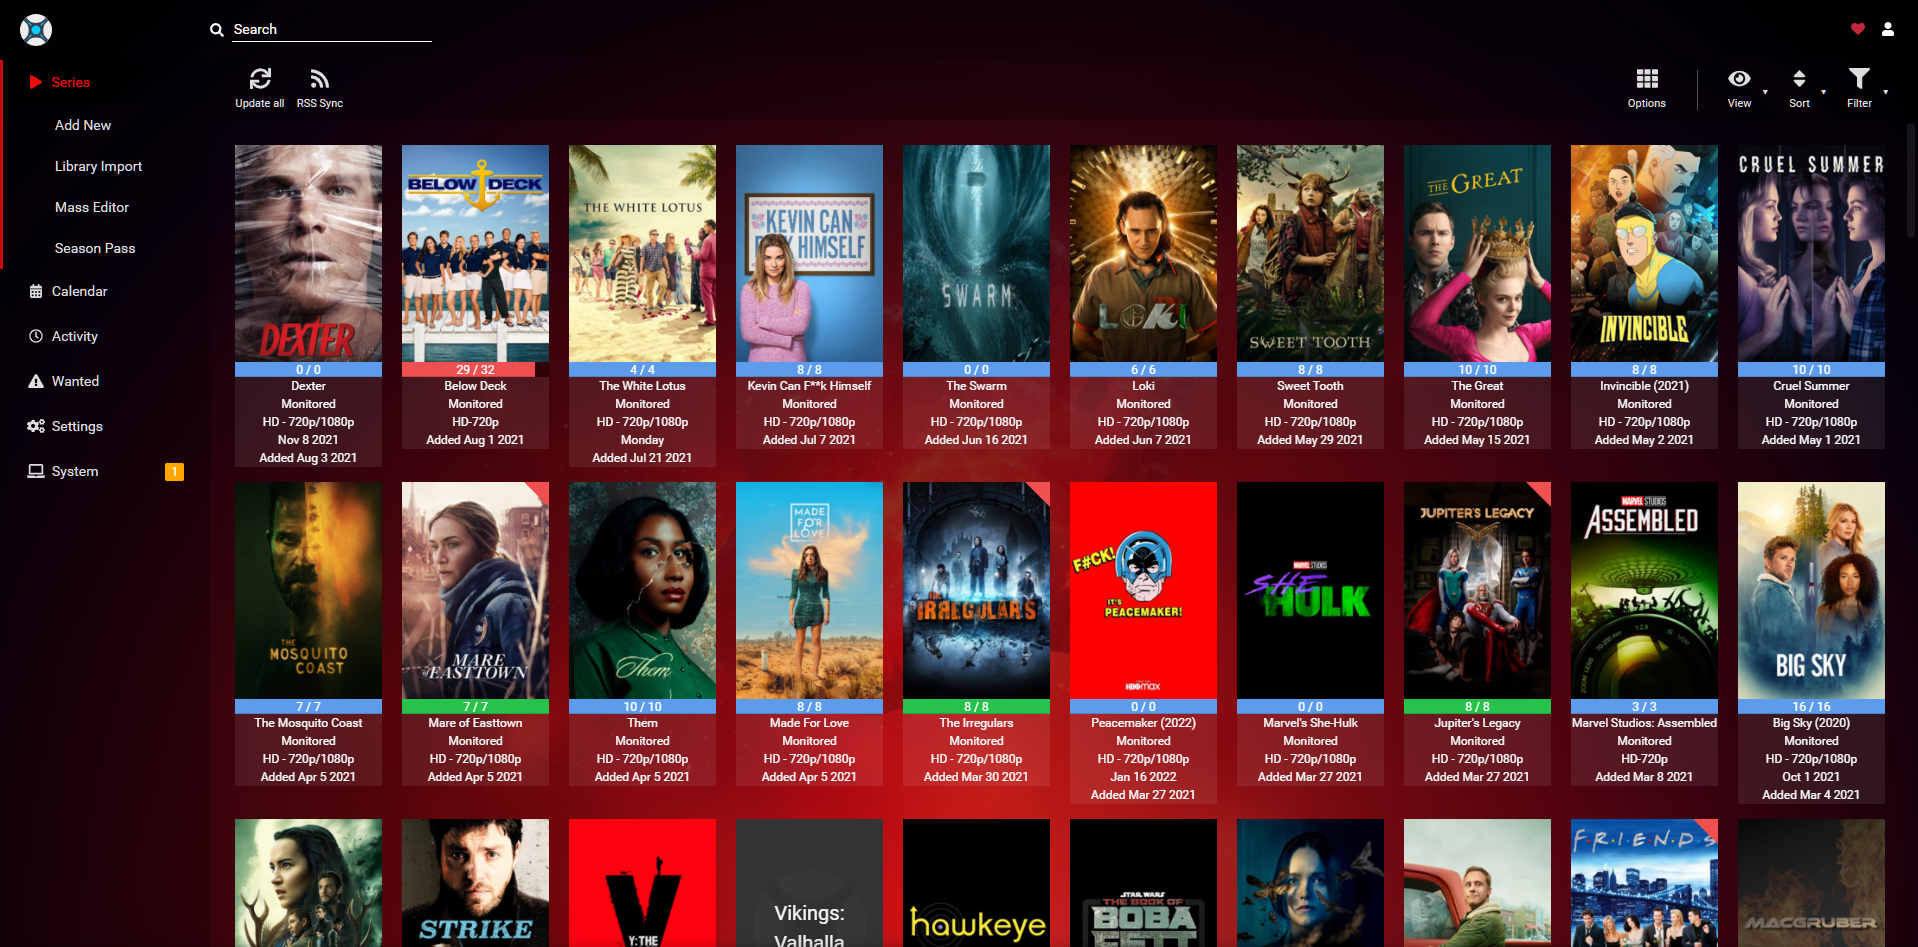 Search
Series
Add New
Library Import
Mass Editor
Season Pass
Calendar
Activity
Wanted
Settings
System
1
Update all
RSS Sync
Options
View
Sort
Filter
DEXTER
0 / 0
Dexter
Monitored
HD - 720p/1080p
Nov 8 2021
Added Aug 3 2021
BELOW DECK
29 / 32
Below Deck
Monitored
HD-720p
Added Aug 1 2021
THE WHITE LOTUS
4 / 4
The White Lotus
Monitored
HD - 720p/1080p
Monday
Added Jul 21 2021
KEVIN CAN
HIMSELF
8 / 8
Kevin Can F**k Himself
Monitored
HD - 720p/1080p
Added Jul 7 2021
THE
SWARM
0 / 0
The Swarm
Monitored
HD - 720p/1080p
Added Jun 16 2021
LOKI
6 / 6
Loki
Monitored
HD - 720p/1080p
Added Jun 7 2021
SWEET TOOTH
8 / 8
Sweet Tooth
Monitored
HD - 720p/1080p
Added May 29 2021
THE GREAT
10 / 10
The Great
Monitored
HD - 720p/1080p
Added May 15 2021
INVINCIBLE
8 / 8
Invincible (2021)
Monitored
HD - 720p/1080p
Added May 2 2021
CRUEL SUMMER
10 / 10
Cruel Summer
Monitored
HD - 720p/1080p
Added May 1 2021
THE
MOSQUITO
COAST
7 / 7
The Mosquito Coast
Monitored
HD - 720p/1080p
Added Apr 5 2021
MARE
of EASTTOWN
7 / 7
Mare of Easttown
Monitored
HD - 720p/1080p
Added Apr 5 2021
Them
10 / 10
Them
Monitored
HD - 720p/1080p
Added Apr 5 2021
MADE
FOR
LOVE
8 / 8
Made For Love
Monitored
HD - 720p/1080p
Added Apr 5 2021
THE
IRREGULARS
8 / 8
The Irregulars
Monitored
HD - 720p/1080p
Added Mar 30 2021
F#CK!
IT'S
PEACEMAKER!
HBOmax
0 / 0
Peacemaker (2022)
Monitored
HD - 720p/1080p
Jan 16 2022
Added Mar 27 2021
MARVEL STUDIOS
SHE
HULK
0 / 0
Marvel's She-Hulk
Monitored
HD - 720p/1080p
Added Mar 27 2021
JUPITER'S LEGACY
8 / 8
Jupiter's Legacy
Monitored
HD - 720p/1080p
Added Mar 27 2021
MARVEL STUDIOS
ASSEMBLED
ZOOM LENS
70-300 mm 1:2.8
3 / 3
Marvel Studios: Assembled
Monitored
HD-720p
Added Mar 8 2021
BIG SKY
16 / 16
Big Sky (2020)
Monitored
HD - 720p/1080p
Oct 1 2021
Added Mar 4 2021
STRIKE
Y: THE
Vikings:
Valhalla
hawkeye
STAR WARS
THE BOOK OF
BOBA
FETT
FRIENDS
MACGRUBER